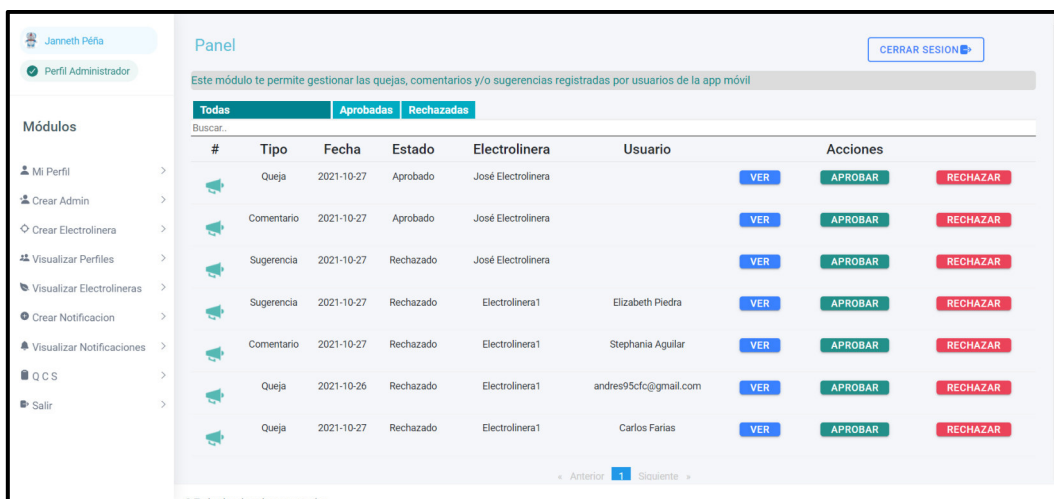 Janneth Péña
Perfil Administrador
Módulos
Mi Perfil
Crear Admin
Crear Electrolinera
Visualizar Perfiles
Visualizar Electrolineras
Crear Notificacion
Visualizar Notificaciones
Q C S
Salir
Panel
CERRAR SESION
Este módulo te permite gestionar las quejas, comentarios y/o sugerencias registradas por usuarios de la app móvil
Todas Aprobadas Rechazadas
Buscar..
# Tipo Fecha Estado Electrolinera Usuario Acciones
Queja 2021-10-27 Aprobado José Electrolinera VER APROBAR RECHAZAR
Comentario 2021-10-27 Aprobado José Electrolinera VER APROBAR RECHAZAR
Sugerencia 2021-10-27 Rechazado José Electrolinera VER APROBAR RECHAZAR
Sugerencia 2021-10-27 Rechazado Electrolinera1 Elizabeth Piedra VER APROBAR RECHAZAR
Comentario 2021-10-27 Rechazado Electrolinera1 Stephania Aguilar VER APROBAR RECHAZAR
Queja 2021-10-26 Rechazado Electrolinera1 andres95cfc@gmail.com VER APROBAR RECHAZAR
Queja 2021-10-27 Rechazado Electrolinera1 Carlos Farias VER APROBAR RECHAZAR
« Anterior 1 Siguiente »